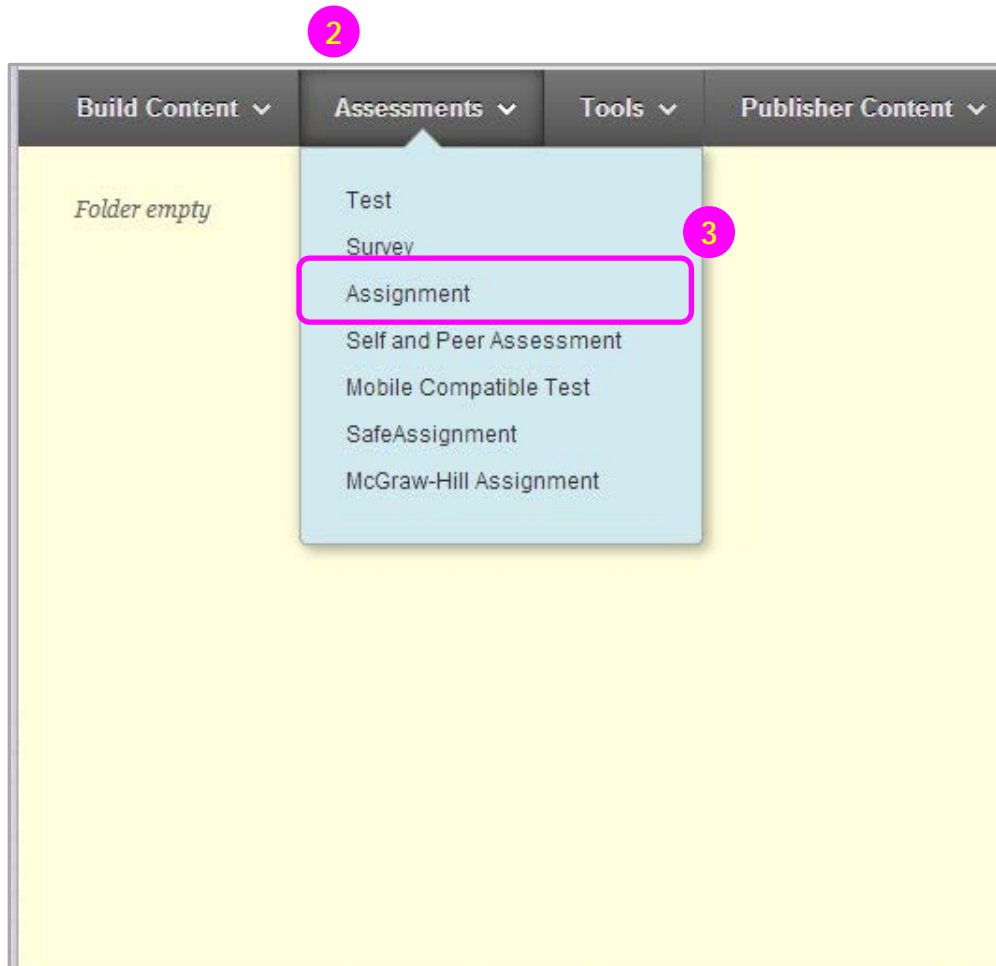 2
Build Content Assessments Tools Publisher Content
Folder empty
Test
3
Survey
Assignment
Self and Peer Assessment
Mobile Compatible Test
SafeAssignment
McGraw-Hill Assignment